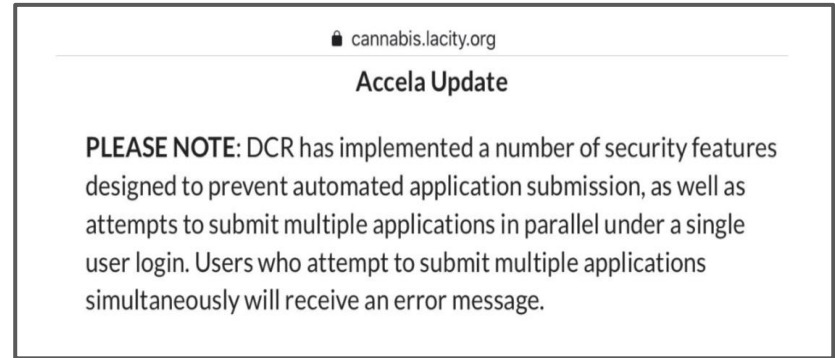 cannabis.lacity.org
Accela Update
PLEASE NOTE: DCR has implemented a number of security features
designed to prevent automated application submission, as well as
attempts to submit multiple applications in parallel under a single
user login. Users who attempt to submit multiple applications
simultaneously will receive an error message.